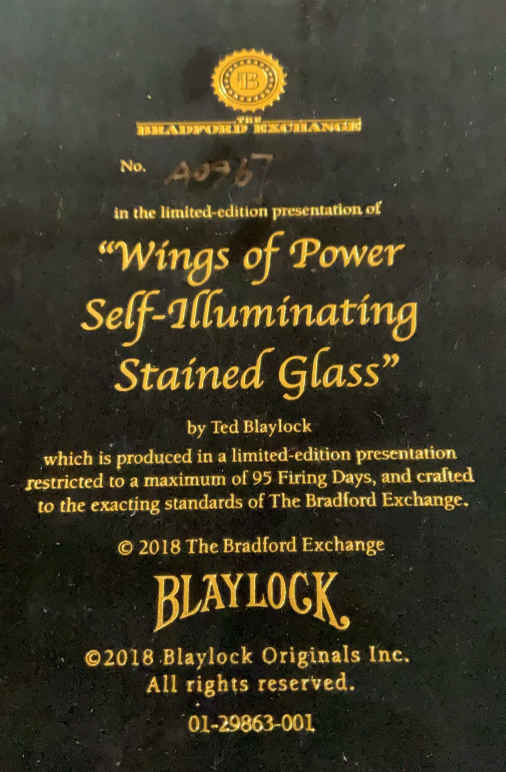 B
THE
BRADFORD EXCHANGE
No.
in the limited-edition presentation of
“Wings of Power
Self-Illuminating
Stained Glass”
by Ted Blaylock
which is produced in a limited-edition presentation
restricted to a maximum of 95 Firing Days, and crafted
to the exacting standards of The Bradford Exchange.
© 2018 The Bradford Exchange
BLAYLOCK
©2018 Blaylock Originals Inc.
All rights reserved.
01-29863-001